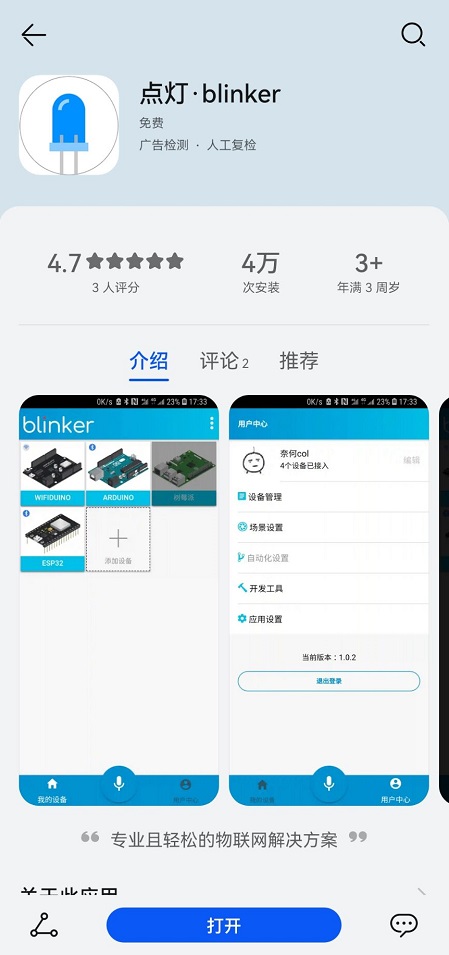 点灯·blinker
免费
广告检测 · 人工复检
4.7
3 人评分
4万
次安装
3+
年满 3 周岁
介绍
评论 2
推荐
0K/s 23% 17:33
blinker
WIFIDUINO
ARDUINO
树莓派
ESP32
添加设备
我的设备
用户中心
0K/s 23% 17:33
用户中心
奈何col
4个设备已接入
编辑
设备管理
场景设置
自动化设置
开发工具
应用设置
当前版本：1.0.2
退出登录
我的设备
用户中心
专业且轻松的物联网解决方案
关于此应用
打开